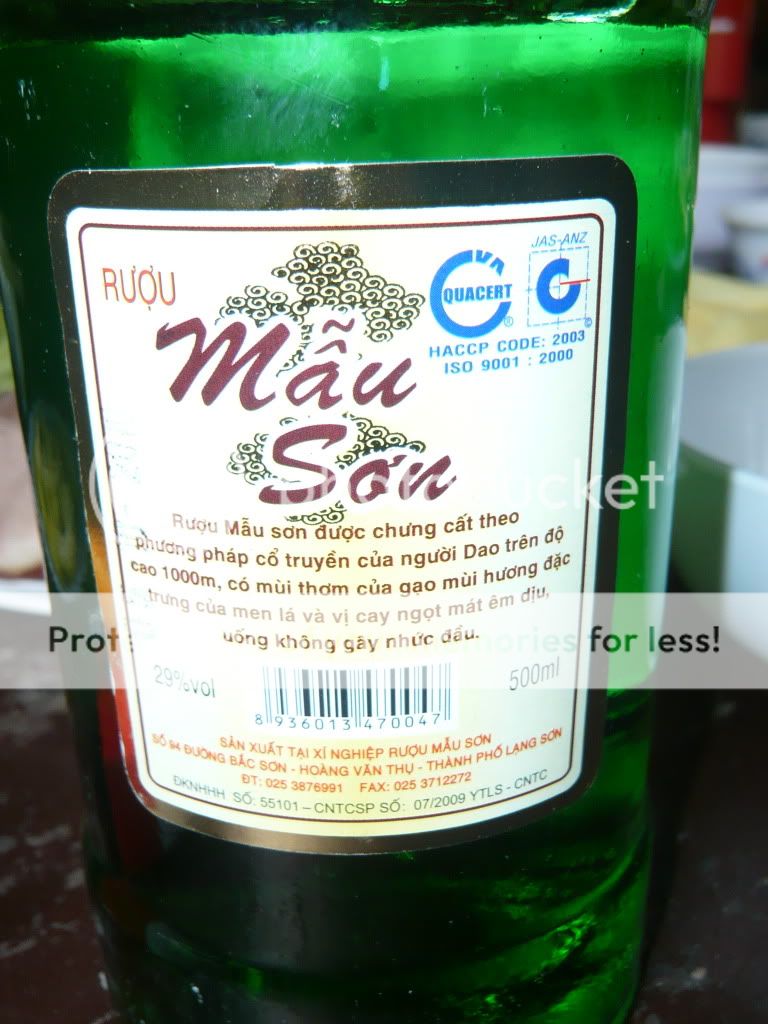 JAS-ANZ
RƯỢU
VA
QUACERT
®
©
HACCP CODE: 2003
ISO 9001 : 2000
Mẫu
Sơn
photobucket
Rượu Mẫu sơn được chưng cất theo
phương pháp cổ truyền của người Dao trên độ
cao 1000m, có mùi thơm của gạo mùi hương đặc
trưng của men lá và vị cay ngọt mát êm dịu,
uống không gây nhức đầu.
Prot memories for less!
29%vol
500ml
8 936013 470047
SẢN XUẤT TẠI XÍ NGHIỆP RƯỢU MẪU SƠN
SỐ 94 ĐƯỜNG BẮC SƠN - HOÀNG VĂN THỤ - THÀNH PHỐ LẠNG SƠN
ĐT: 025 3876991 FAX: 025 3712272
ĐKNHHH SỐ: 55101 – CNTCSP SỐ: 07/2009 YTLS - CNTC